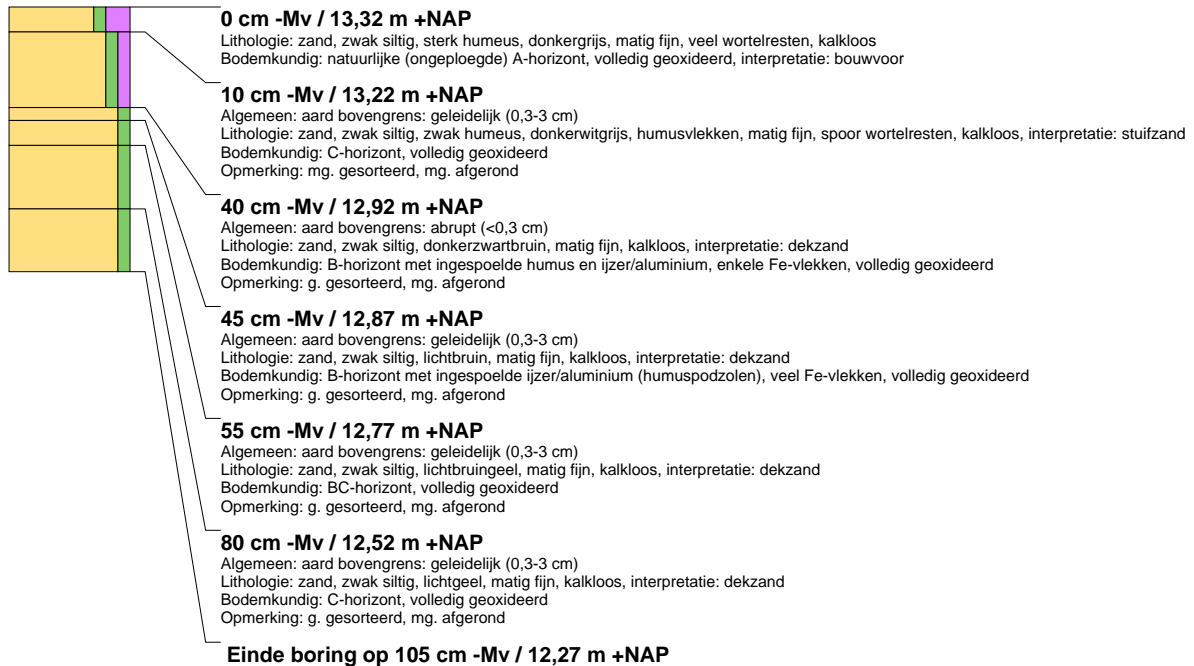 0 cm -Mv / 13,32 m +NAP
Lithologie: zand, zwak siltig, sterk humeus, donkergrijs, matig fijn, veel wortelresten, kalkloos
Bodemkundig: natuurlijke (ongeploegde) A-horizont, volledig geoxideerd, interpretatie: bouwvoor
10 cm -Mv / 13,22 m +NAP
Algemeen: aard bovengrens: geleidelijk (0,3-3 cm)
Lithologie: zand, zwak siltig, zwak humeus, donkerwitgrijs, humusvlekken, matig fijn, spoor wortelresten, kalkloos, interpretatie: stuifzand
Bodemkundig: C-horizont, volledig geoxideerd
Opmerking: mg. gesorteerd, mg. afgerond
40 cm -Mv / 12,92 m +NAP
Algemeen: aard bovengrens: abrupt (<0,3 cm)
Lithologie: zand, zwak siltig, donkerzwartbruin, matig fijn, kalkloos, interpretatie: dekzand
Bodemkundig: B-horizont met ingespoelde humus en ijzer/aluminium, enkele Fe-vlekken, volledig geoxideerd
Opmerking: g. gesorteerd, mg. afgerond
45 cm -Mv / 12,87 m +NAP
Algemeen: aard bovengrens: geleidelijk (0,3-3 cm)
Lithologie: zand, zwak siltig, lichtbruin, matig fijn, kalkloos, interpretatie: dekzand
Bodemkundig: B-horizont met ingespoelde ijzer/aluminium (humuspodzolen), veel Fe-vlekken, volledig geoxideerd
Opmerking: g. gesorteerd, mg. afgerond
55 cm -Mv / 12,77 m +NAP
Algemeen: aard bovengrens: geleidelijk (0,3-3 cm)
Lithologie: zand, zwak siltig, lichtbruingeel, matig fijn, kalkloos, interpretatie: dekzand
Bodemkundig: BC-horizont, volledig geoxideerd
Opmerking: g. gesorteerd, mg. afgerond
80 cm -Mv / 12,52 m +NAP
Algemeen: aard bovengrens: geleidelijk (0,3-3 cm)
Lithologie: zand, zwak siltig, lichtgeel, matig fijn, kalkloos, interpretatie: dekzand
Bodemkundig: C-horizont, volledig geoxideerd
Opmerking: g. gesorteerd, mg. afgerond
Einde boring op 105 cm -Mv / 12,27 m +NAP